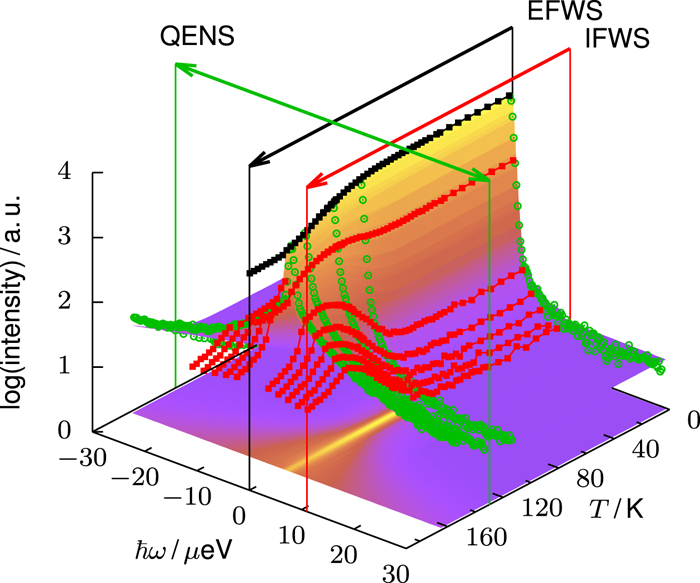 EFWS
QENS
IFWS
log(intensity) / a. u.
4
3
2
1
0
−30
−20
−10
0
10
20
30
ħω / μeV
0
40
80
120
160
T / K